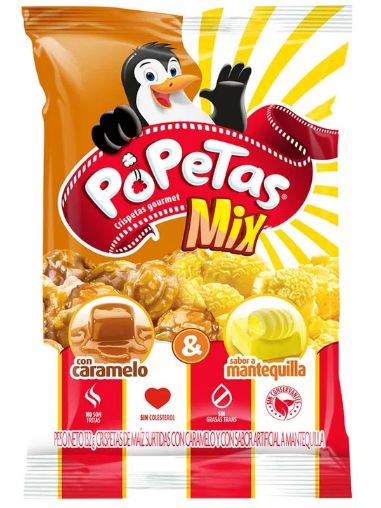 PoPeTas®
Crispetas gourmet
Mix
con
caramelo
&
sabor a
mantequilla
NO SON
FRITAS
SIN COLESTEROL
SIN
GRASAS TRANS
SIN CONSERVANTES
PESO NETO 132g CRISPETAS DE MAÍZ SURTIDAS CON CARAMELO Y CON SABOR ARTIFICIAL A MANTEQUILLA